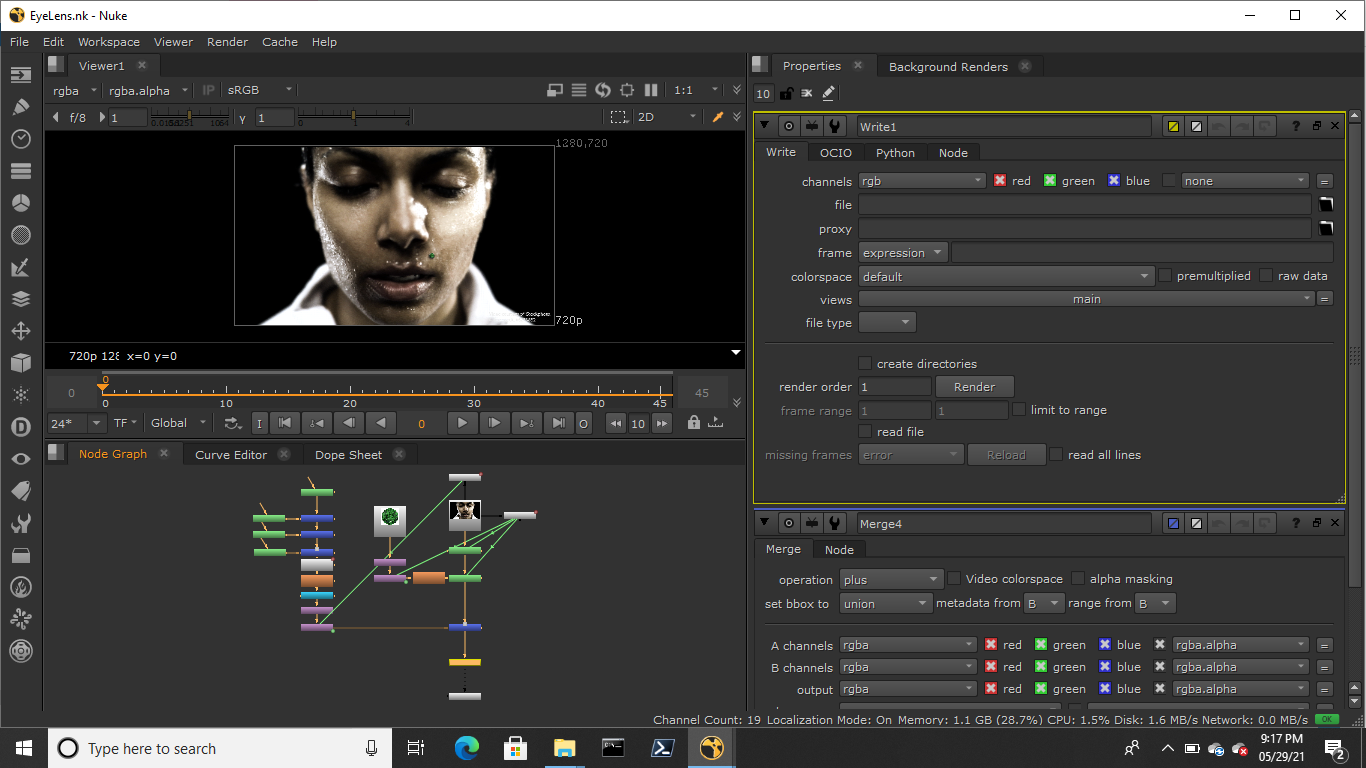 EyeLens.nk - Nuke
File Edit Workspace Viewer Render Cache Help
Viewer1
rgba rgba.alpha IP sRGB 1:1
f/8 1 1064 y 1 0 1 4 2D
1280,720
720p
720p 128 x=0 y=0
0 0 45
0 10 20 30 40 45
24* TF Global I 0 O 10
Node Graph Curve Editor Dope Sheet
Properties Background Renders
10
Write1 ?
Write OCIO Python Node
channels rgb red green blue none =
file
proxy
frame expression
colorspace default premultiplied raw data
views main =
file type
create directories
render order 1 Render
frame range 1 1 limit to range
read file
missing frames error Reload read all lines
Merge4 ?
Merge Node
operation plus Video colorspace alpha masking
set bbox to union metadata from B range from B
A channels rgba red green blue rgba.alpha =
B channels rgba red green blue rgba.alpha =
output rgba red green blue rgba.alpha =
Channel Count: 19 Localization Mode: On Memory: 1.1 GB (28.7%) CPU: 1.5% Disk: 1.6 MB/s Network: 0.0 MB/s OK
Type here to search
9:17 PM
05/29/21
2